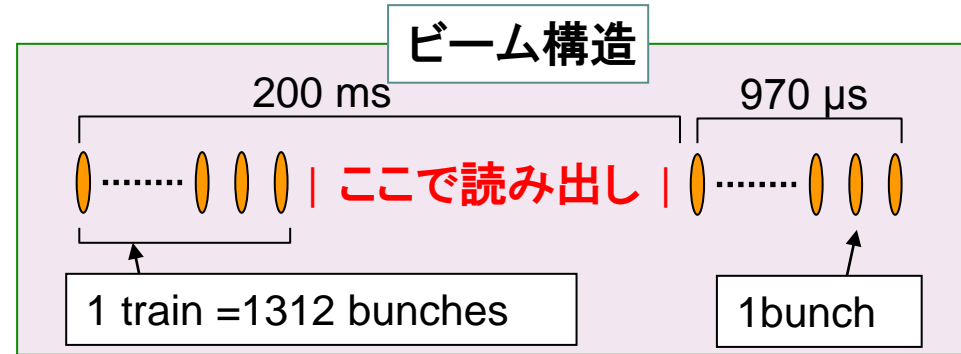 ビーム構造
200 ms
970 μs
| ここで読み出し |
1 train =1312 bunches
1bunch